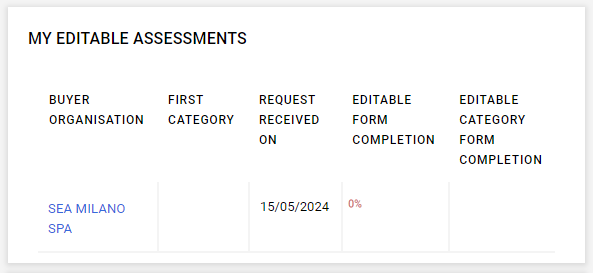 MY EDITABLE ASSESSMENTS
BUYER ORGANISATION
FIRST CATEGORY
REQUEST RECEIVED ON
EDITABLE FORM COMPLETION
EDITABLE CATEGORY FORM COMPLETION
SEA MILANO SPA
15/05/2024
0%